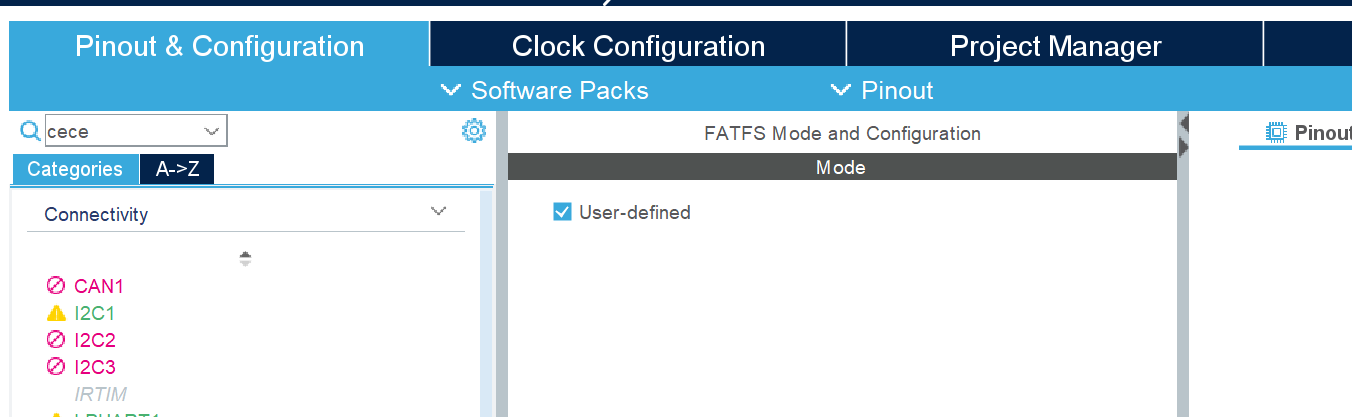 Pinout & Configuration
Clock Configuration
Project Manager
Software Packs
Pinout
cece
FATFS Mode and Configuration
Pinout
Categories
A->Z
Mode
Connectivity
User-defined
CAN1
I2C1
I2C2
I2C3
IRTIM